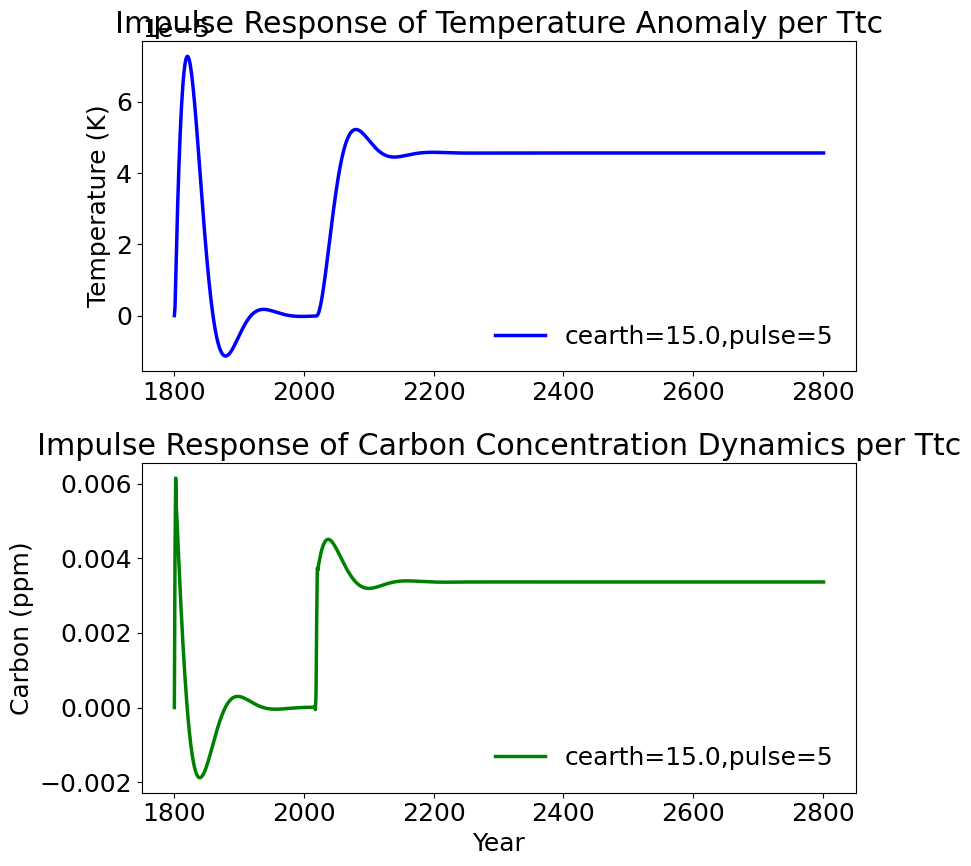 Impulse Response of Temperature Anomaly per Ttc
1e−5
6
4
2
0
Temperature (K)
cearth=15.0,pulse=5
1800 2000 2200 2400 2600 2800
Impulse Response of Carbon Concentration Dynamics per Ttc
0.006
0.004
0.002
0.000
−0.002
Carbon (ppm)
cearth=15.0,pulse=5
1800 2000 2200 2400 2600 2800
Year